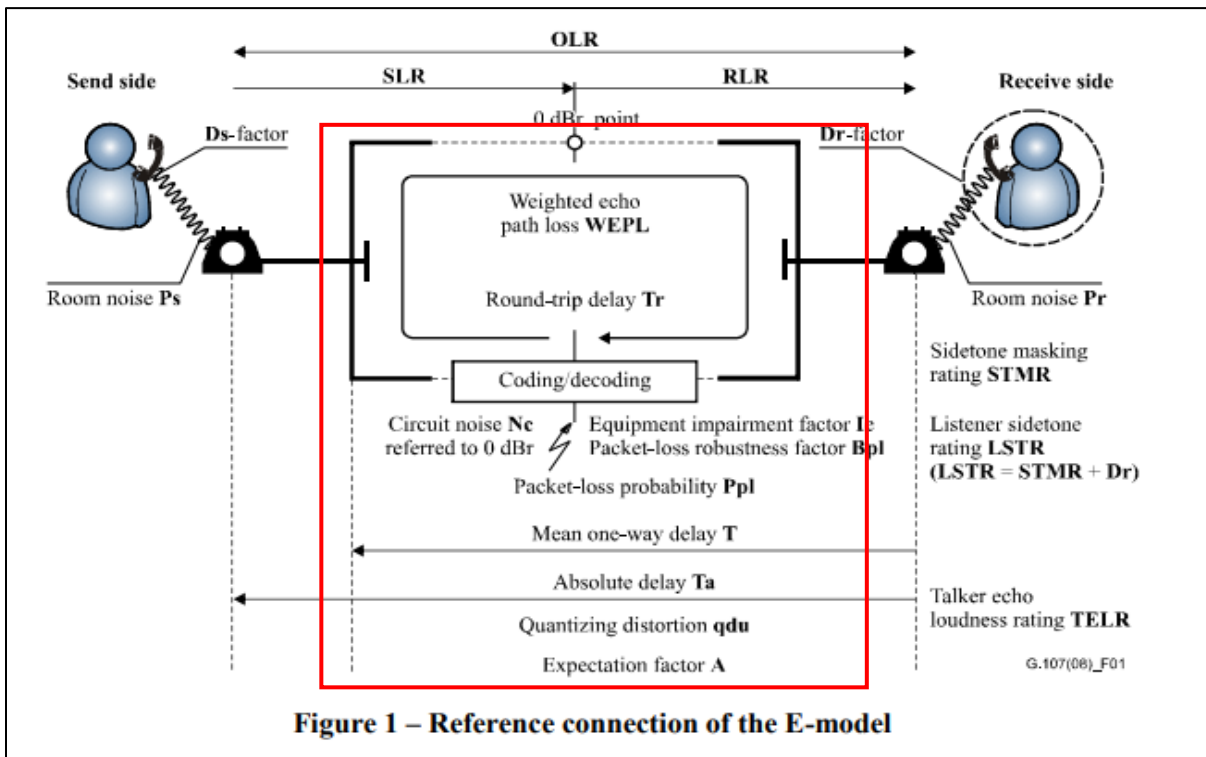 OLR
Send side
SLR
RLR
Receive side
0 dBr point
Ds-factor
Dr-factor
Weighted echo
path loss WEPL
Room noise Ps
Round-trip delay Tr
Room noise Pr
Sidetone masking
rating STMR
Coding/decoding
Circuit noise Nc
referred to 0 dBr
Equipment impairment factor Ie
Packet-loss robustness factor Bpl
Listener sidetone
rating LSTR
(LSTR = STMR + Dr)
Packet-loss probability Ppl
Mean one-way delay T
Absolute delay Ta
Talker echo
loudness rating TELR
Quantizing distortion qdu
Expectation factor A
G.107(08)_F01
Figure 1 – Reference connection of the E-model